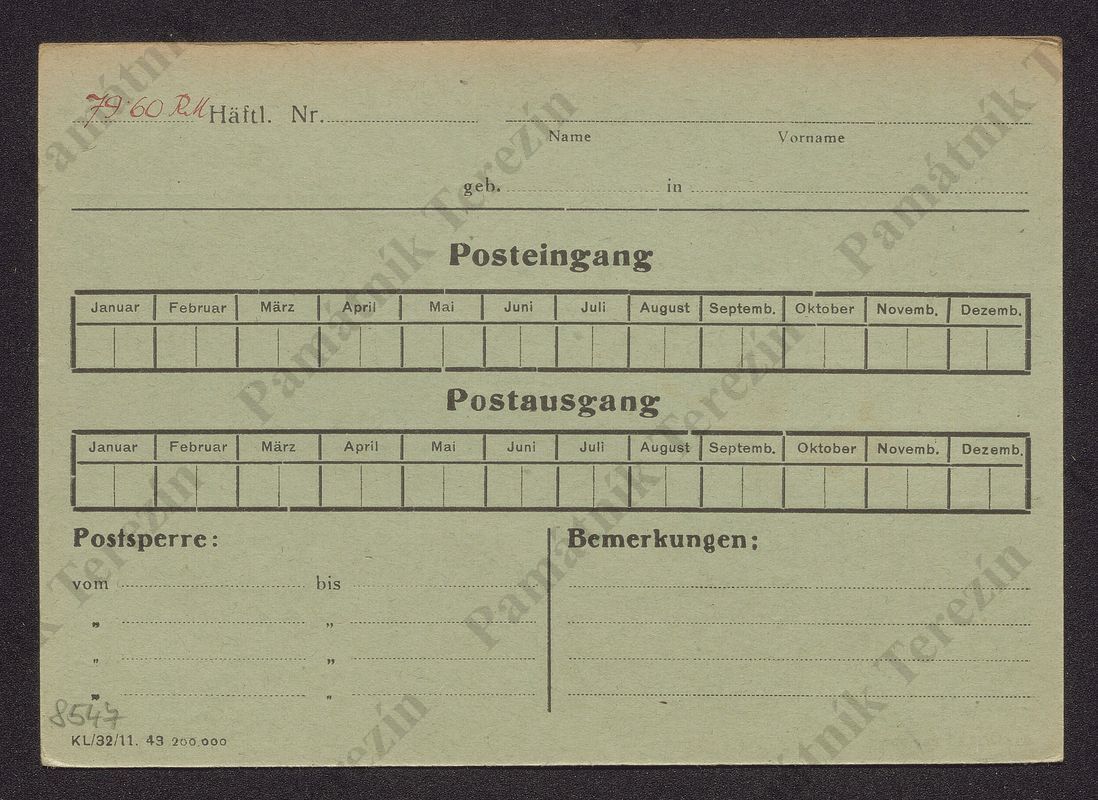 79.60 RM Häftl. Nr.
Name Vorname
geb. in
Posteingang
Januar Februar März April Mai Juni Juli August Septemb. Oktober Novemb. Dezemb.
Postausgang
Januar Februar März April Mai Juni Juli August Septemb. Oktober Novemb. Dezemb.
Postsperre: Bemerkungen:
vom bis
„ „
„ „
„ „
8547
KL/32/11. 43 200.000
Památník Terezín